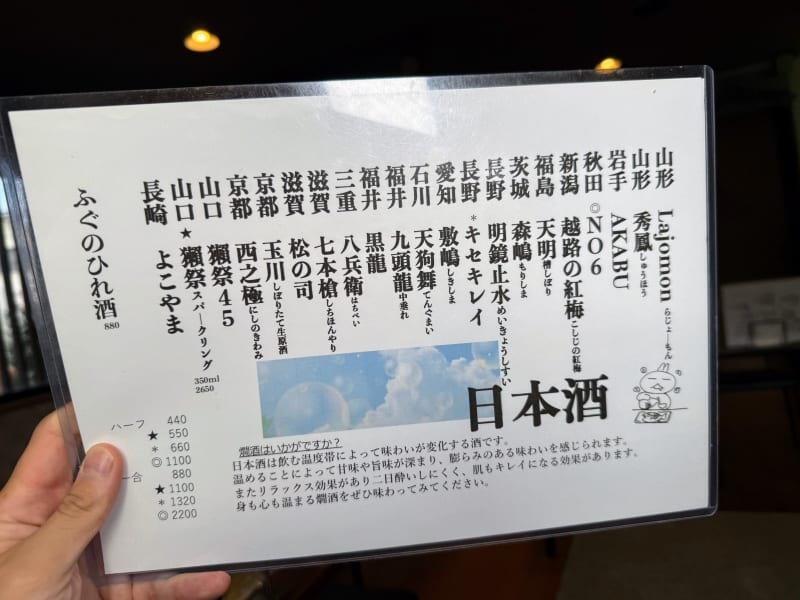 日本酒
山形 Lajomon らじょーもん
山形 秀鳳 しゅうほう
岩手 AKABU
秋田 ◎NO6
新潟 越路の紅梅 こしじの紅梅
福島 天明 槽しぼり
茨城 森嶋 もりしま
長野 明鏡止水 めいきょうしすい
長野 *キセキレイ
愛知 敷嶋 しきしま
石川 天狗舞 てんぐまい
福井 九頭龍 中垂れ
福井 黒龍
三重 八兵衛 はちべい
滋賀 七本槍 しちほんやり
滋賀 松の司
京都 玉川 しぼりたて生原酒
京都 西之極 にしのきわみ
山口 獺祭45
山口 ★獺祭 スパークリング 350ml 2650
長崎 よこやま
ふぐのひれ酒 880
ハーフ 440
★ 550
* 660
◎ 1100
一合 880
★ 1100
* 1320
◎ 2200
燗酒はいかがですか?
日本酒は飲む温度帯によって味わいが変化する酒です。
温めることによって甘味や旨味が深まり、膨らみのある味わいを感じられます。
またリラックス効果があり二日酔いしにくく、肌もキレイになる効果があります。
身も心も温まる燗酒をぜひ味わってみてください。